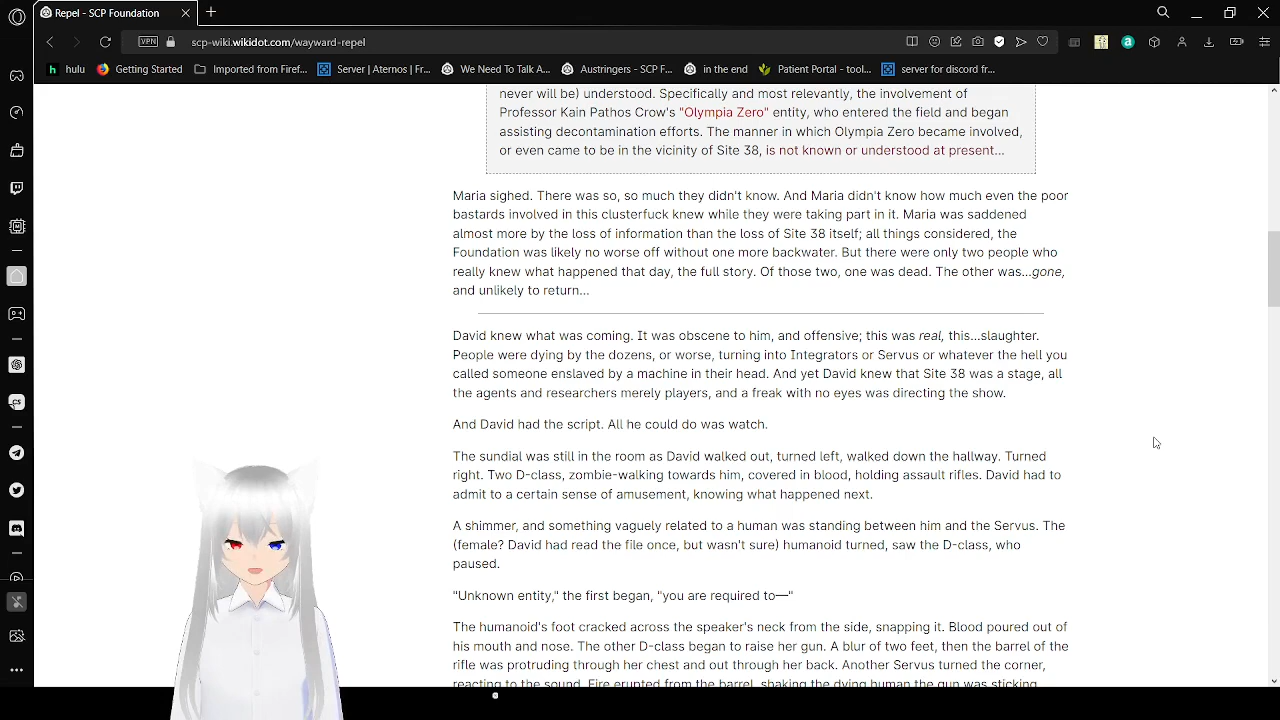 Repel - SCP Foundation
VPN
scp-wiki.wikidot.com/wayward-repel
hulu
Getting Started
Imported from Firef...
Server | Aternos | Fr...
We Need To Talk A...
Austringers - SCP F...
in the end
Patient Portal - tool...
server for discord fr...
never will be) understood. Specifically and most relevantly, the involvement of
Professor Kain Pathos Crow's "Olympia Zero" entity, who entered the field and began
assisting decontamination efforts. The manner in which Olympia Zero became involved,
or even came to be in the vicinity of Site 38, is not known or understood at present...
Maria sighed. There was so, so much they didn't know. And Maria didn't know how much even the poor
bastards involved in this clusterfuck knew while they were taking part in it. Maria was saddened
almost more by the loss of information than the loss of Site 38 itself; all things considered, the
Foundation was likely no worse off without one more backwater. But there were only two people who
really knew what happened that day, the full story. Of those two, one was dead. The other was...gone,
and unlikely to return...
David knew what was coming. It was obscene to him, and offensive; this was real, this...slaughter.
People were dying by the dozens, or worse, turning into Integrators or Servus or whatever the hell you
called someone enslaved by a machine in their head. And yet David knew that Site 38 was a stage, all
the agents and researchers merely players, and a freak with no eyes was directing the show.
And David had the script. All he could do was watch.
The sundial was still in the room as David walked out, turned left, walked down the hallway. Turned
right. Two D-class, zombie-walking towards him, covered in blood, holding assault rifles. David had to
admit to a certain sense of amusement, knowing what happened next.
A shimmer, and something vaguely related to a human was standing between him and the Servus. The
(female? David had read the file once, but wasn't sure) humanoid turned, saw the D-class, who
paused.
"Unknown entity," the first began, "you are required to—"
The humanoid's foot cracked across the speaker's neck from the side, snapping it. Blood poured out of
his mouth and nose. The other D-class began to raise her gun. A blur of two feet, then the barrel of the
rifle was protruding through her chest and out through her back. Another Servus turned the corner,
reacting to the sound. Fire erupted from the barrel, shaking the dying human the gun was sticking